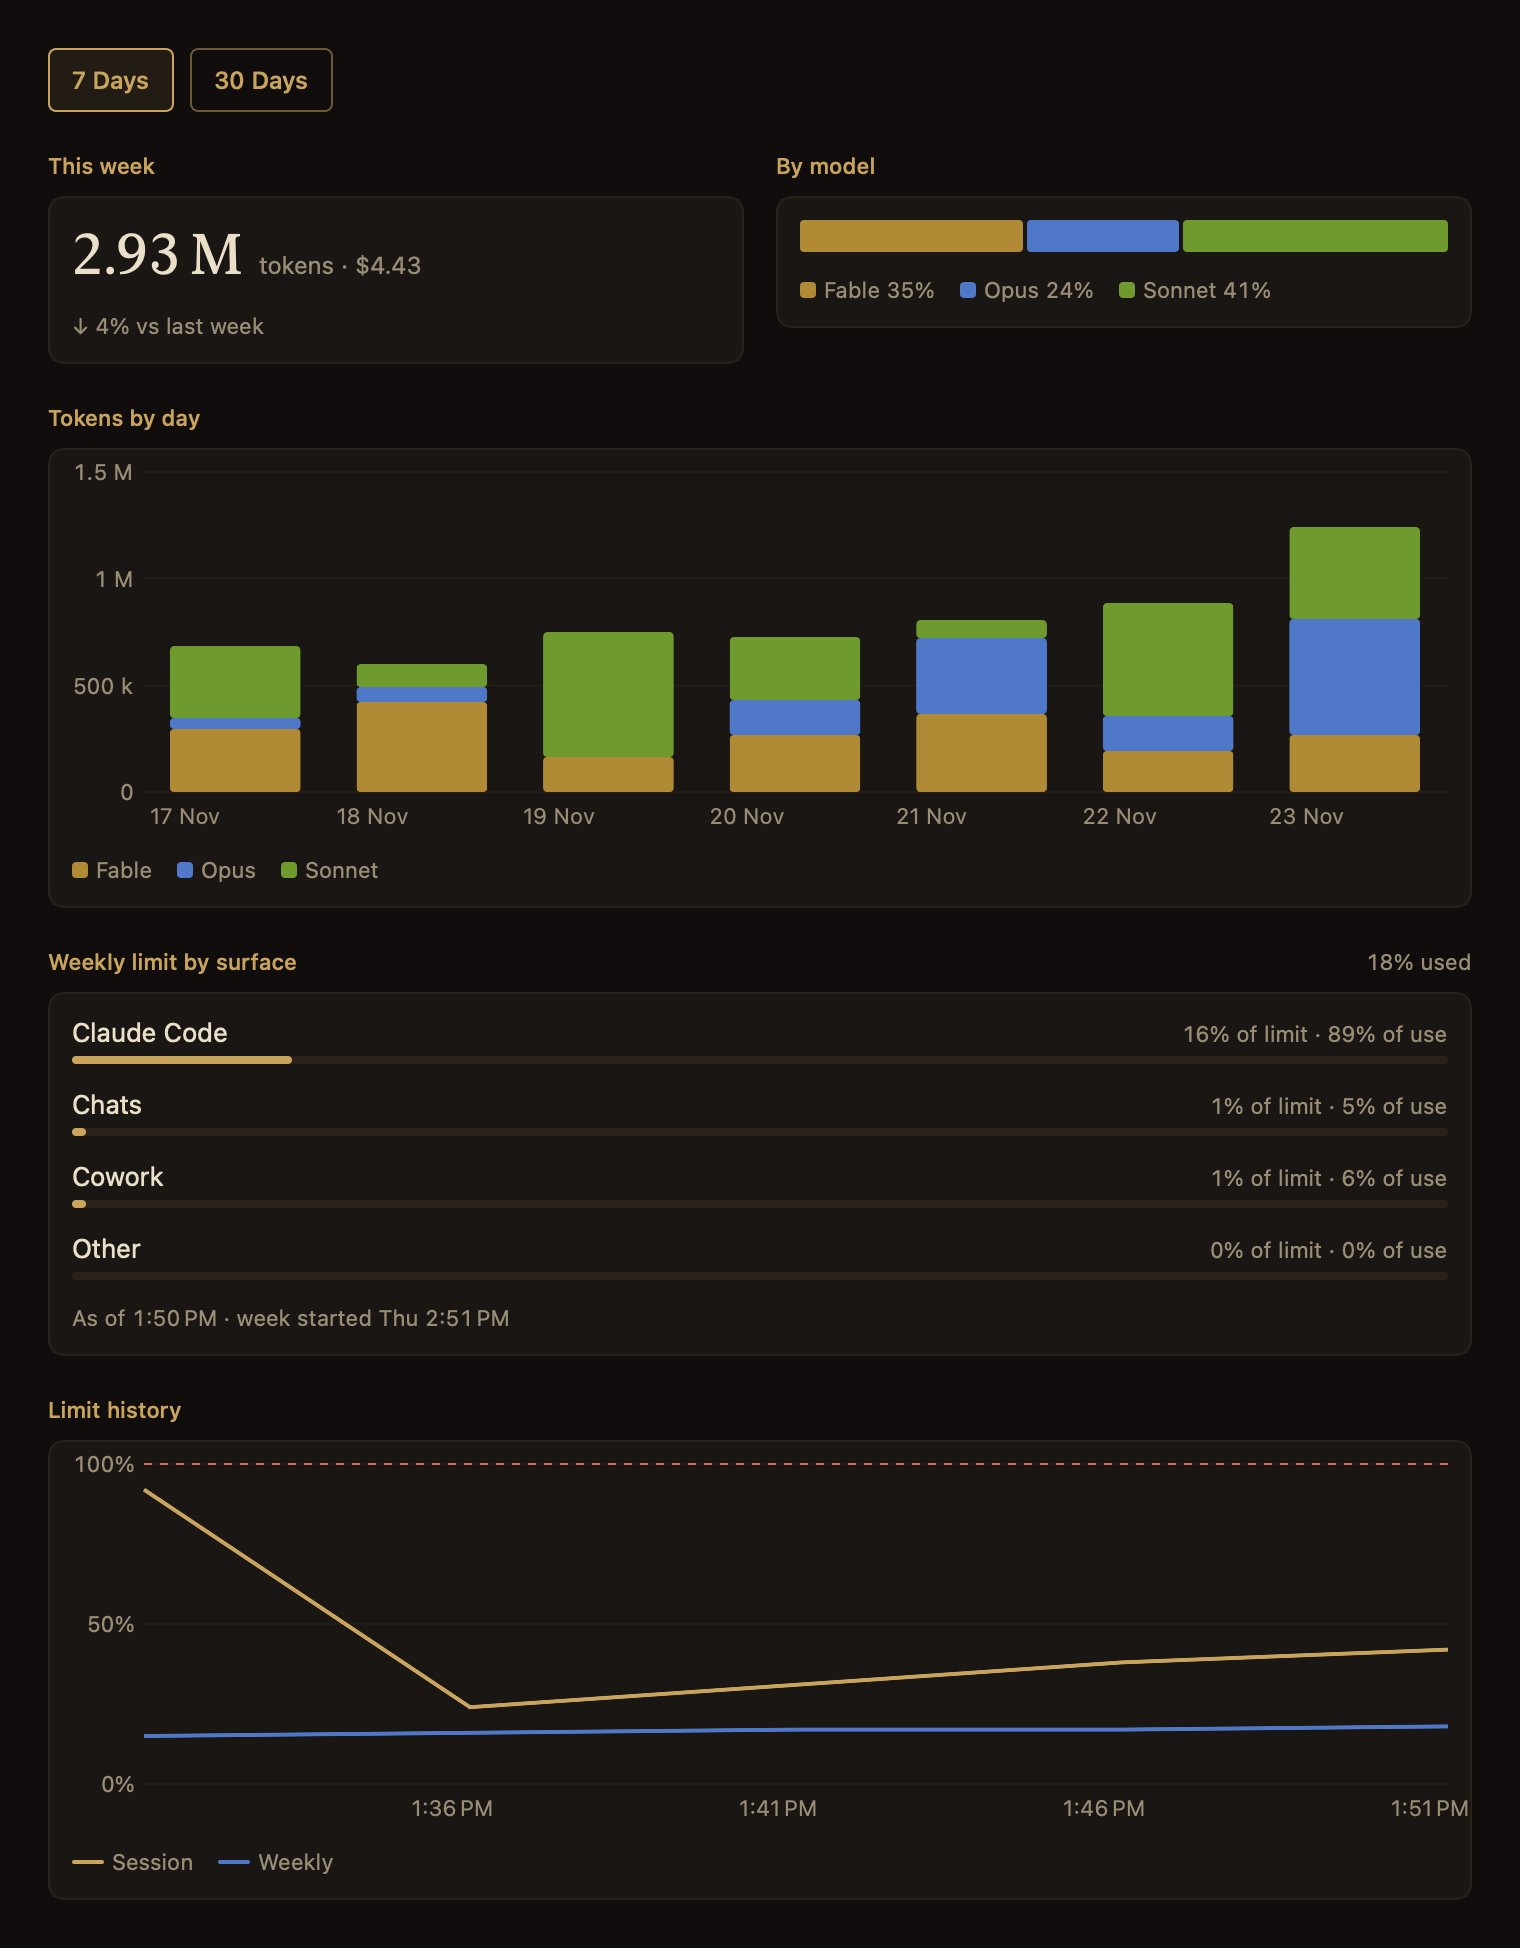 7 Days
30 Days
This week
2.93 M tokens · $4.43
↓ 4% vs last week
By model
Fable 35% Opus 24% Sonnet 41%
Tokens by day
1.5 M
1 M
500 k
0
17 Nov 18 Nov 19 Nov 20 Nov 21 Nov 22 Nov 23 Nov
Fable Opus Sonnet
Weekly limit by surface 18% used
Claude Code 16% of limit · 89% of use
Chats 1% of limit · 5% of use
Cowork 1% of limit · 6% of use
Other 0% of limit · 0% of use
As of 1:50 PM · week started Thu 2:51 PM
Limit history
100%
50%
0%
1:36 PM 1:41 PM 1:46 PM 1:51 PM
Session Weekly